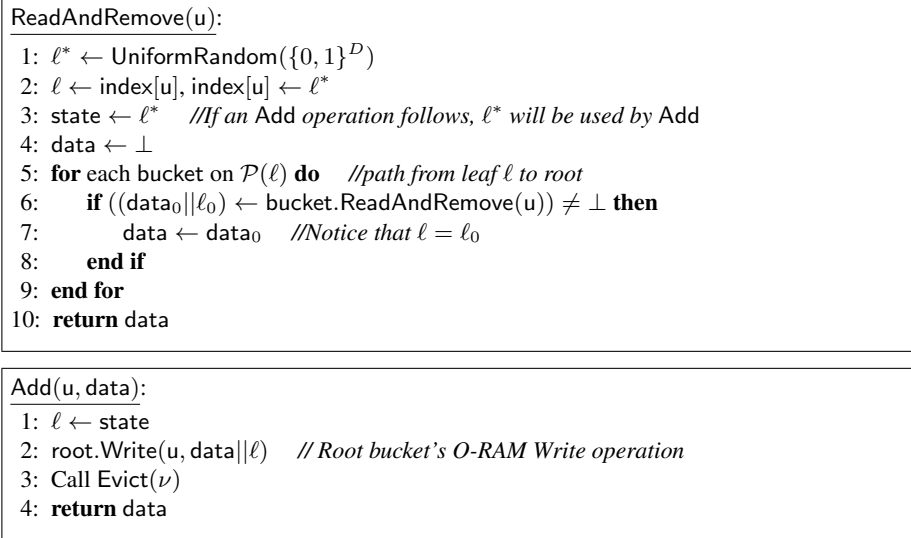 ReadAndRemove(u):
1: ℓ* ← UniformRandom({0, 1}^D)
2: ℓ ← index[u], index[u] ← ℓ*
3: state ← ℓ* //If an Add operation follows, ℓ* will be used by Add
4: data ← ⊥
5: for each bucket on P(ℓ) do //path from leaf ℓ to root
6: if ((data₀||ℓ₀) ← bucket.ReadAndRemove(u)) ≠ ⊥ then
7: data ← data₀ //Notice that ℓ = ℓ₀
8: end if
9: end for
10: return data
Add(u, data):
1: ℓ ← state
2: root.Write(u, data||ℓ) // Root bucket's O-RAM Write operation
3: Call Evict(ν)
4: return data